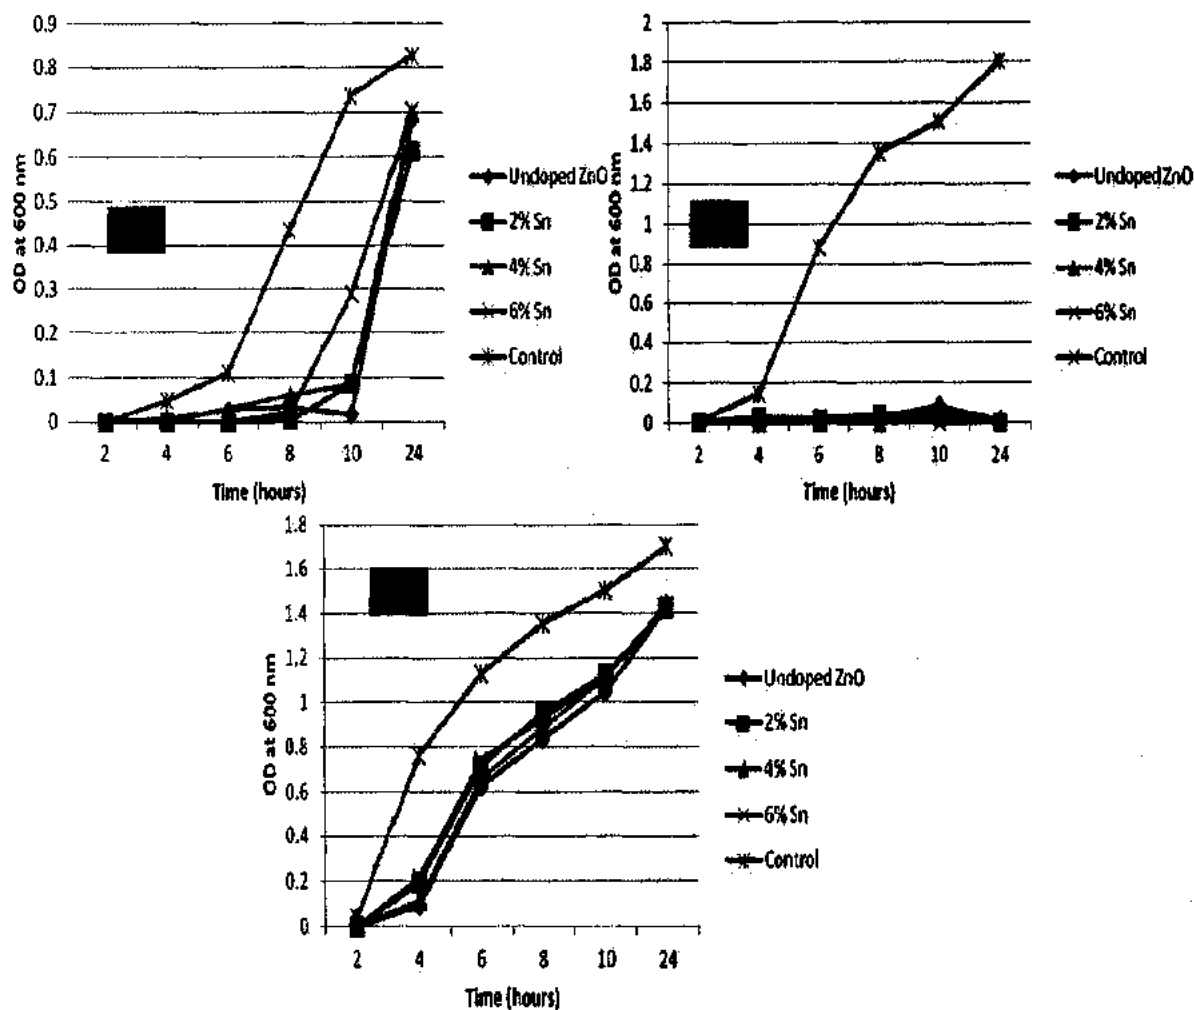 OD at 600 nm
0.9
0.8
0.7
0.6
0.5
0.4
0.3
0.2
0.1
0
2 4 6 8 10 24
Time (hours)
Undoped ZnO
2% Sn
4% Sn
6% Sn
Control
OD at 600 nm
2
1.8
1.6
1.4
1.2
1
0.8
0.6
0.4
0.2
0
2 4 6 8 10 24
Time (hours)
Undoped ZnO
2% Sn
4% Sn
6% Sn
Control
OD at 600 nm
1.8
1.6
1.4
1.2
1
0.8
0.6
0.4
0.2
0
2 4 6 8 10 24
Time (hours)
Undoped ZnO
2% Sn
4% Sn
6% Sn
Control